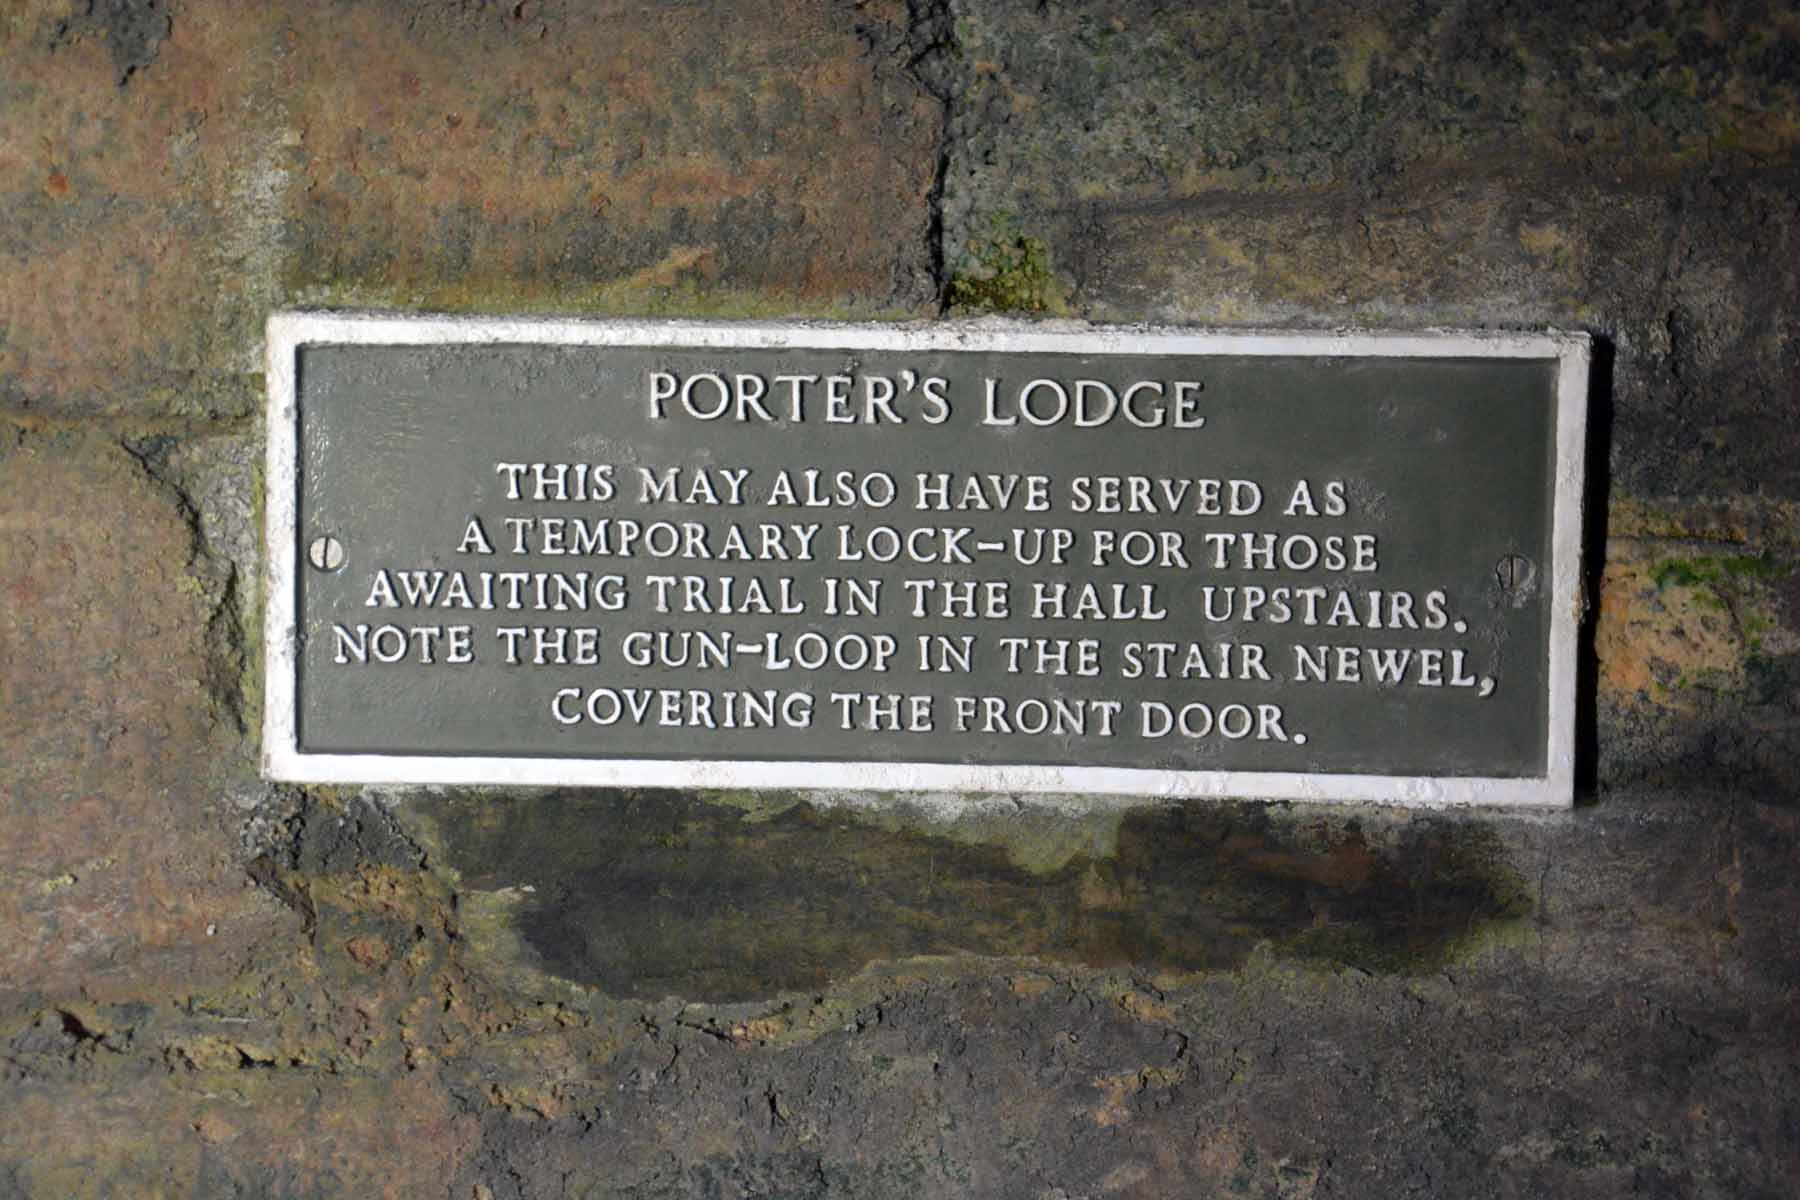 PORTER'S LODGE
THIS MAY ALSO HAVE SERVED AS
A TEMPORARY LOCK-UP FOR THOSE
AWAITING TRIAL IN THE HALL UPSTAIRS.
NOTE THE GUN-LOOP IN THE STAIR NEWEL,
COVERING THE FRONT DOOR.